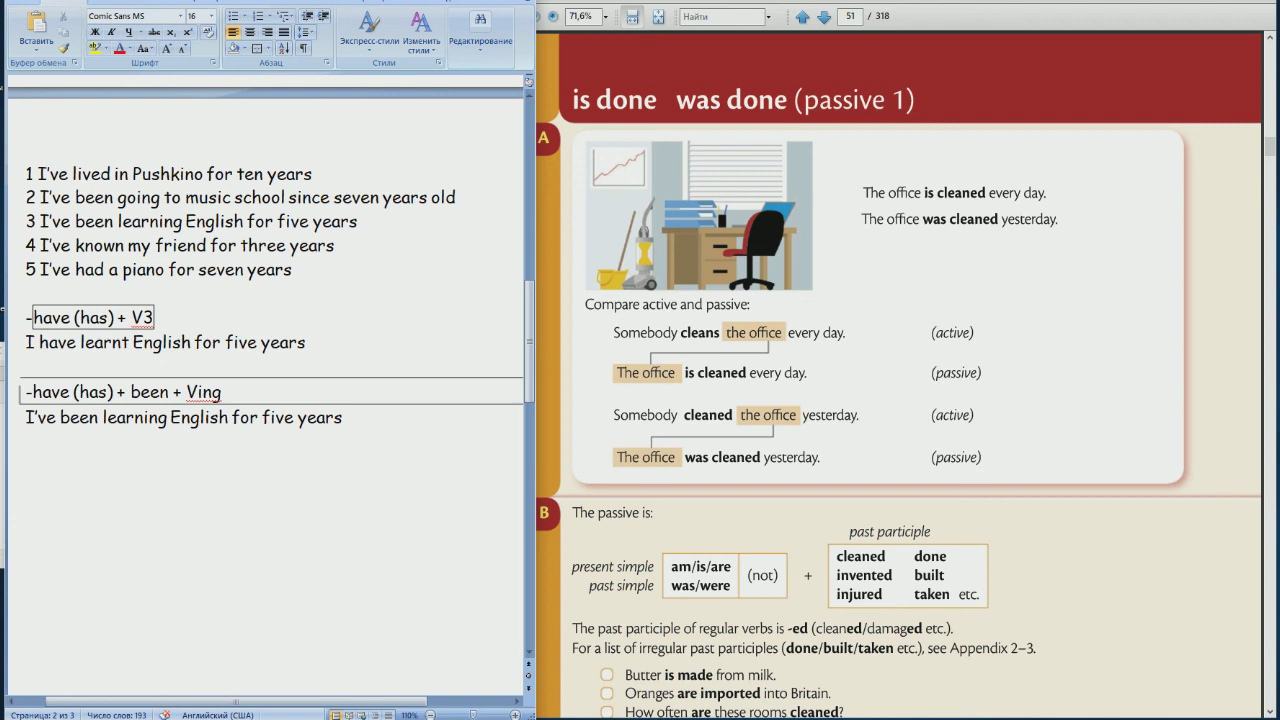 Comic Sans MS
16
Вставить
Ж К Ч abc x₂ x²
Aa
Экспресс-стили
Изменить стили
Редактирование
Буфер обмена
Шрифт
Абзац
Стили
1 I've lived in Pushkino for ten years
2 I've been going to music school since seven years old
3 I've been learning English for five years
4 I've known my friend for three years
5 I've had a piano for seven years
-have (has) + V3
I have learnt English for five years
-have (has) + been + Ving
I've been learning English for five years
Страница: 2 из 3
Число слов: 193
Английский (США)
110%
71,6%
Найти
51 / 318
is done was done (passive 1)
A
The office is cleaned every day.
The office was cleaned yesterday.
Compare active and passive:
Somebody cleans the office every day. (active)
The office is cleaned every day. (passive)
Somebody cleaned the office yesterday. (active)
The office was cleaned yesterday. (passive)
B
The passive is:
past participle
present simple am/is/are (not) + cleaned done
past simple was/were invented built
injured taken etc.
The past participle of regular verbs is -ed (cleaned/damaged etc.).
For a list of irregular past participles (done/built/taken etc.), see Appendix 2–3.
Butter is made from milk.
Oranges are imported into Britain.
How often are these rooms cleaned?